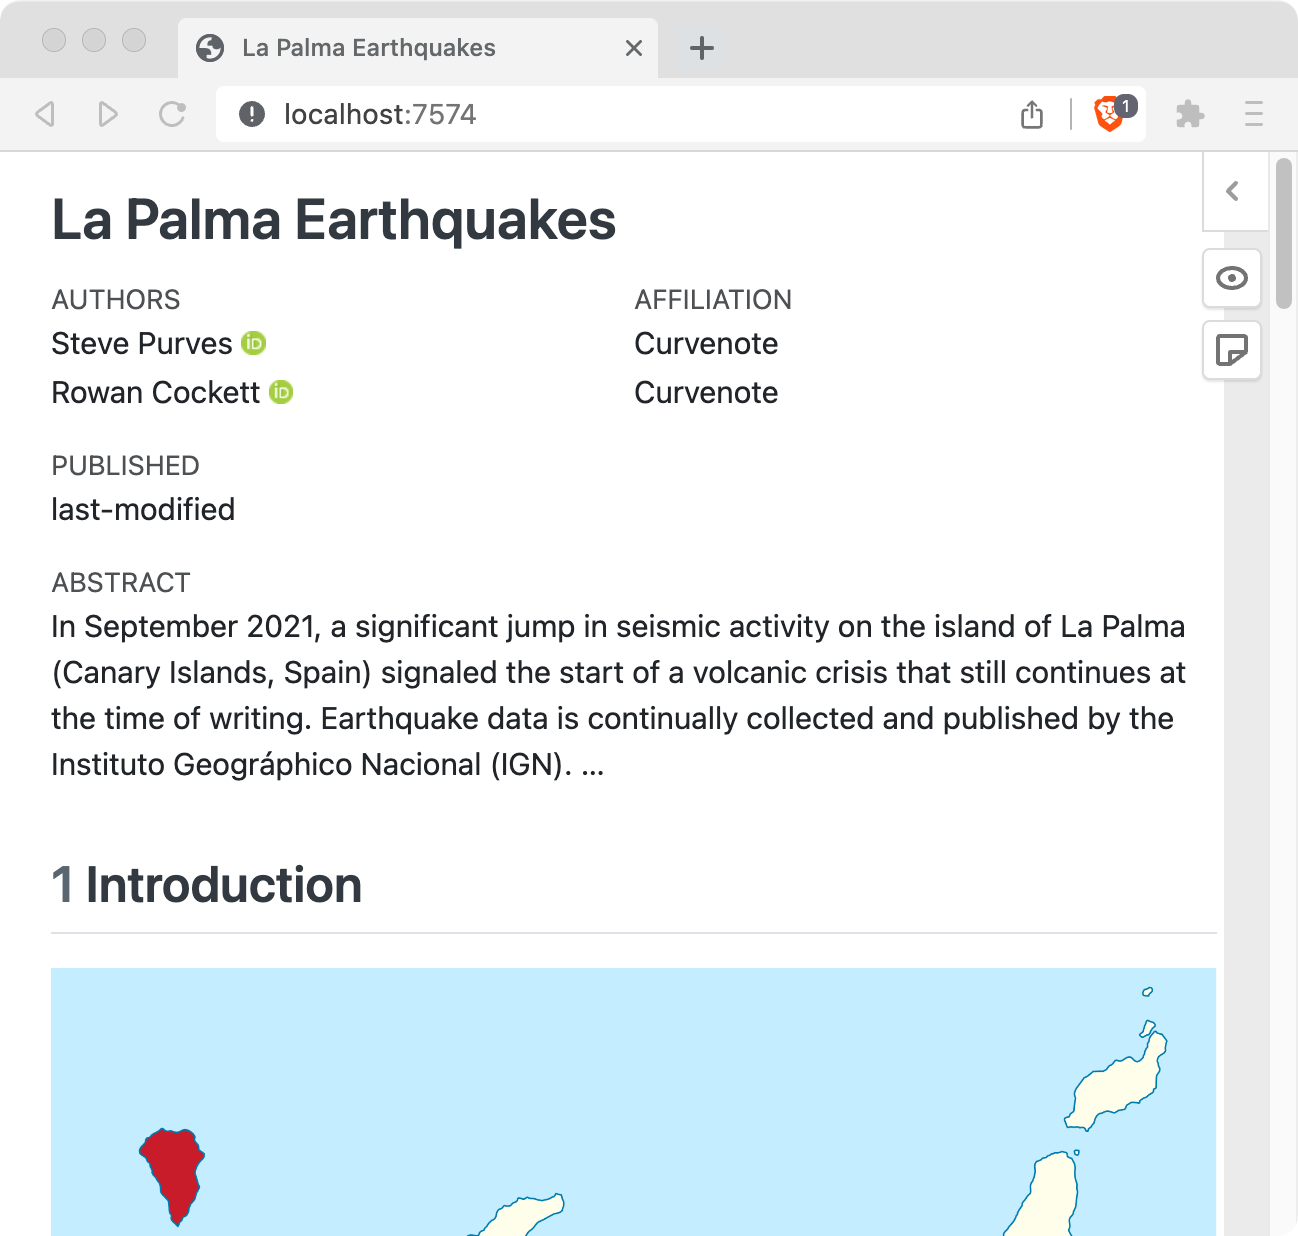 La Palma Earthquakes
localhost:7574
1
La Palma Earthquakes
AUTHORS
AFFILIATION
Steve Purves iD
Curvenote
Rowan Cockett iD
Curvenote
PUBLISHED
last-modified
ABSTRACT
In September 2021, a significant jump in seismic activity on the island of La Palma
(Canary Islands, Spain) signaled the start of a volcanic crisis that still continues at
the time of writing. Earthquake data is continually collected and published by the
Instituto Geográphico Nacional (IGN). ...
1 Introduction